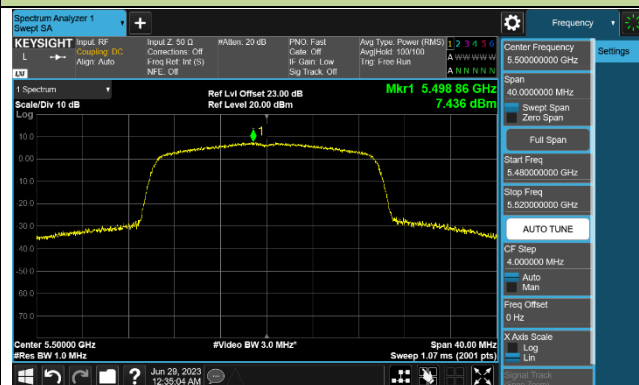 Spectrum Analyzer 1
Swept SA
Frequency
KEYSIGHT
L
LXI
Input: RF
Coupling: DC
Align: Auto
Input Z: 50 Ω
Corrections: Off
Freq Ref: Int (S)
NFE: Off
#Atten: 20 dB
PNO: Fast
Gate: Off
IF Gain: Low
Sig Track: Off
Avg Type: Power (RMS)
Avg|Hold: 100/100
Trig: Free Run
1 2 3 4 5 6
A W W W W W
A N N N N N
1 Spectrum
Scale/Div 10 dB
Log
Ref Lvl Offset 23.00 dB
Ref Level 20.00 dBm
Mkr1 5.498 86 GHz
7.436 dBm
1
10.0
0.00
-10.0
-20.0
-30.0
-40.0
-50.0
-60.0
-70.0
Center 5.50000 GHz
#Res BW 1.0 MHz
#Video BW 3.0 MHz*
Span 40.00 MHz
Sweep 1.07 ms (2001 pts)
Jun 29, 2023
12:35:04 AM
Center Frequency
5.500000000 GHz
Settings
Span
40.0000000 MHz
Swept Span
Zero Span
Full Span
Start Freq
5.480000000 GHz
Stop Freq
5.520000000 GHz
AUTO TUNE
CF Step
4.000000 MHz
Auto
Man
Freq Offset
0 Hz
X Axis Scale
Log
Lin
Signal Track
(Span Zoom)